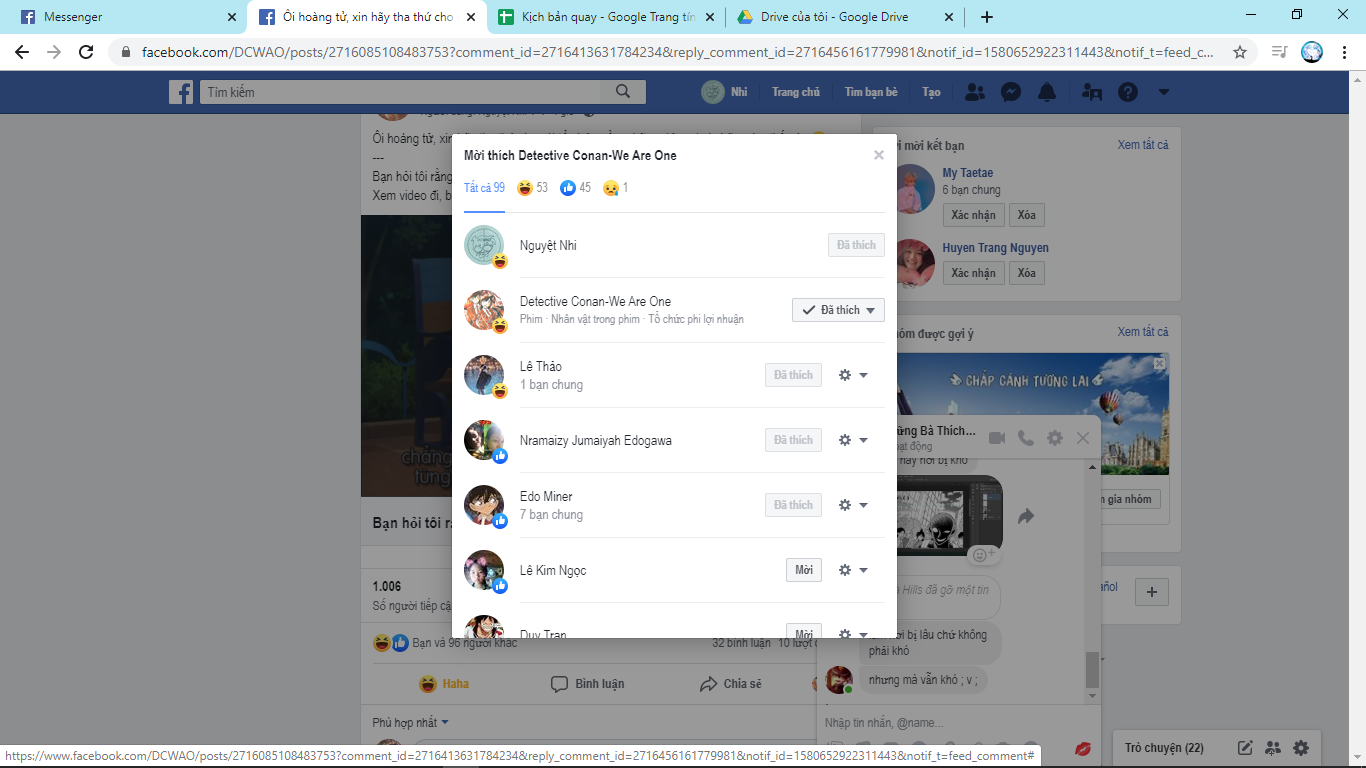 Messenger
Ôi hoàng tử, xin hãy tha thứ cho
Kịch bản quay - Google Trang tín
Drive của tôi - Google Drive
facebook.com/DCWAO/posts/2716085108483753?comment_id=2716413631784234&reply_comment_id=2716456161779981&notif_id=1580652922311443&notif_t=feed_c...
Tìm kiếm
Nhi
Trang chủ
Tìm bạn bè
Tạo
Ôi hoàng tử, xin
---
Bạn hỏi tôi rằng
Xem video đi, b
Bạn hỏi tôi r
1.006
Số người tiếp cậ
Bạn và 96 người khác
32 bình luận
10 lượt
Haha
Bình luận
Chia sẻ
Phù hợp nhất
Mời thích Detective Conan-We Are One
Tất cả 99
53
45
1
Nguyệt Nhi
Đã thích
Detective Conan-We Are One
Phim · Nhân vật trong phim · Tổ chức phi lợi nhuận
Đã thích
Lê Thảo
1 bạn chung
Đã thích
Nramaizy Jumaiyah Edogawa
Đã thích
Edo Miner
7 bạn chung
Đã thích
Lê Kim Ngọc
Mời
Duy Tran
Mời
i mời kết bạn
Xem tất cả
My Taetae
6 bạn chung
Xác nhận
Xóa
Huyen Trang Nguyen
Xác nhận
Xóa
hóm được gợi ý
Xem tất cả
CHẮP CÁNH TƯƠNG LAI
n gia nhóm
ững Bà Thích...
oạt động
Hills đã gỡ một tin
ơi bị lâu chứ không
phải khó
nhưng mà vẫn khó ; v ;
Nhập tin nhắn, @name...
añol
Trò chuyện (22)
https://www.facebook.com/DCWAO/posts/2716085108483753?comment_id=2716413631784234&reply_comment_id=2716456161779981&notif_id=1580652922311443&notif_t=feed_comment#